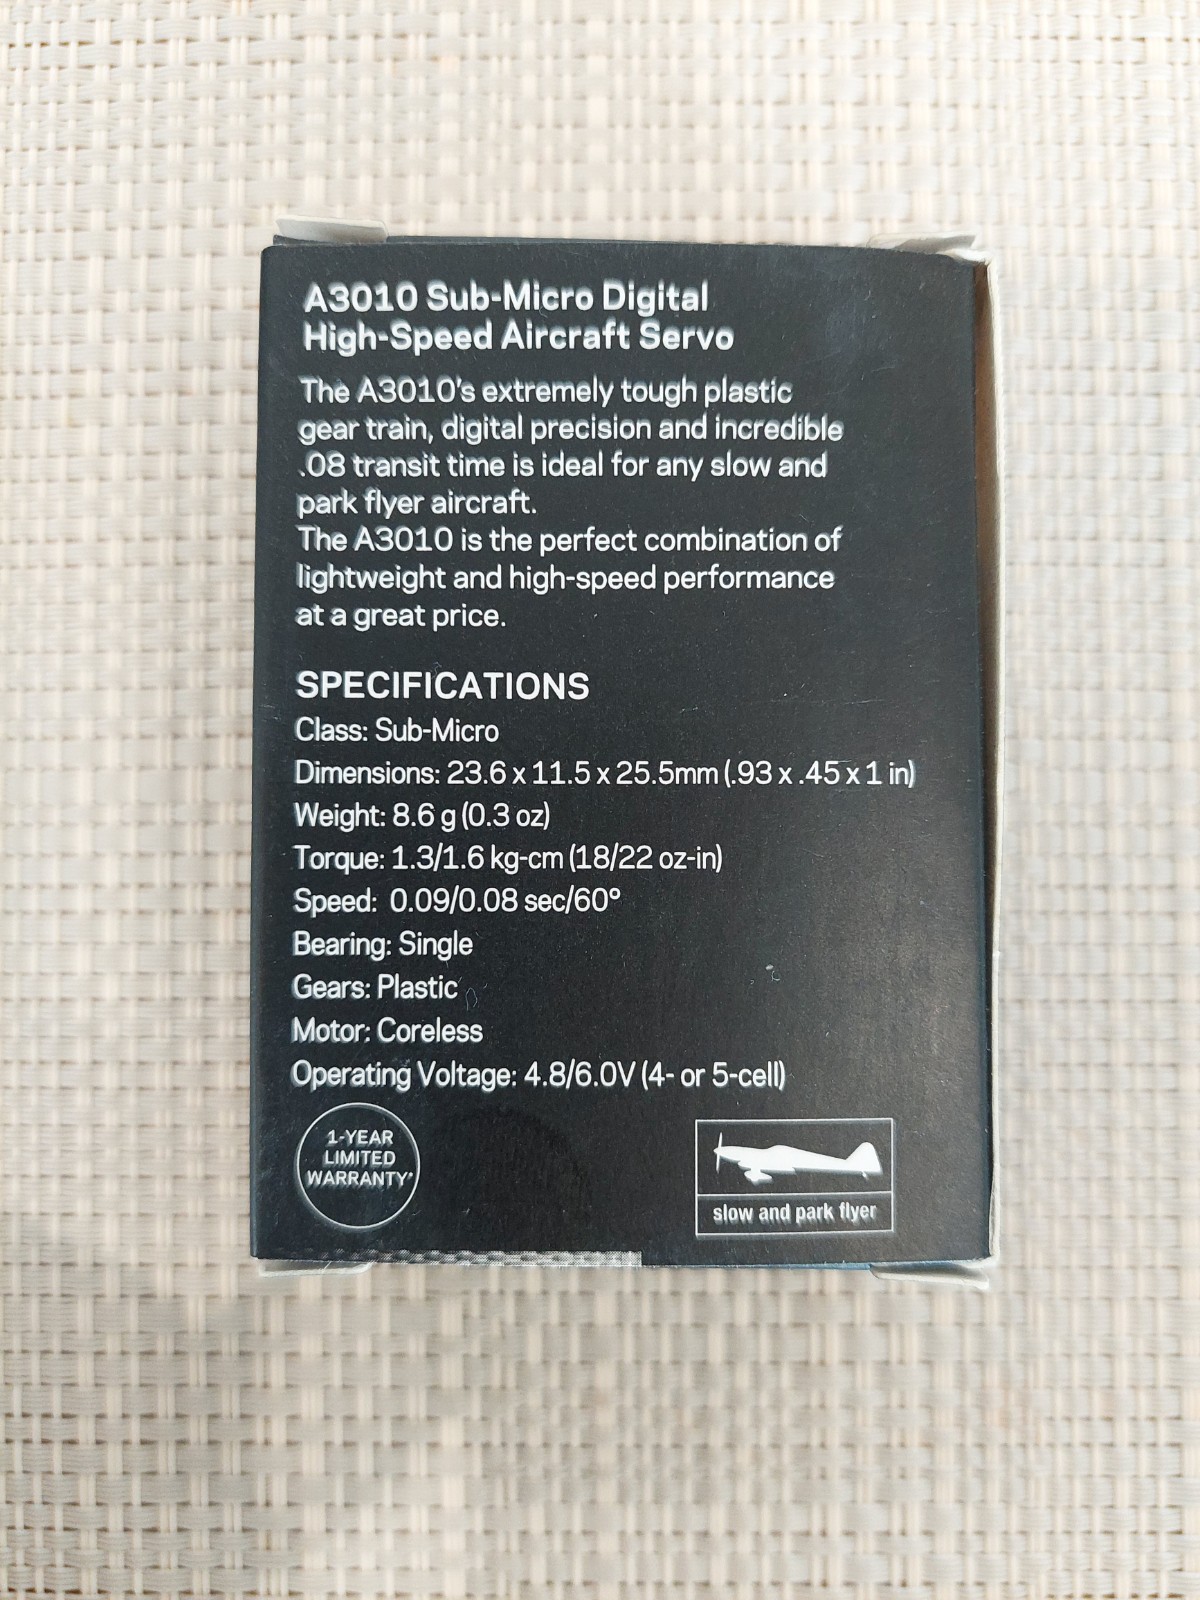 A3010 Sub-Micro Digital
High-Speed Aircraft Servo
The A3010's extremely tough plastic
gear train, digital precision and incredible
.08 transit time is ideal for any slow and
park flyer aircraft.
The A3010 is the perfect combination of
lightweight and high-speed performance
at a great price.
SPECIFICATIONS
Class: Sub-Micro
Dimensions: 23.6 x 11.5 x 25.5mm (.93 x .45 x 1 in)
Weight: 8.6 g (0.3 oz)
Torque: 1.3/1.6 kg-cm (18/22 oz-in)
Speed: 0.09/0.08 sec/60°
Bearing: Single
Gears: Plastic
Motor: Coreless
Operating Voltage: 4.8/6.0V (4- or 5-cell)
1-YEAR
LIMITED
WARRANTY*
slow and park flyer